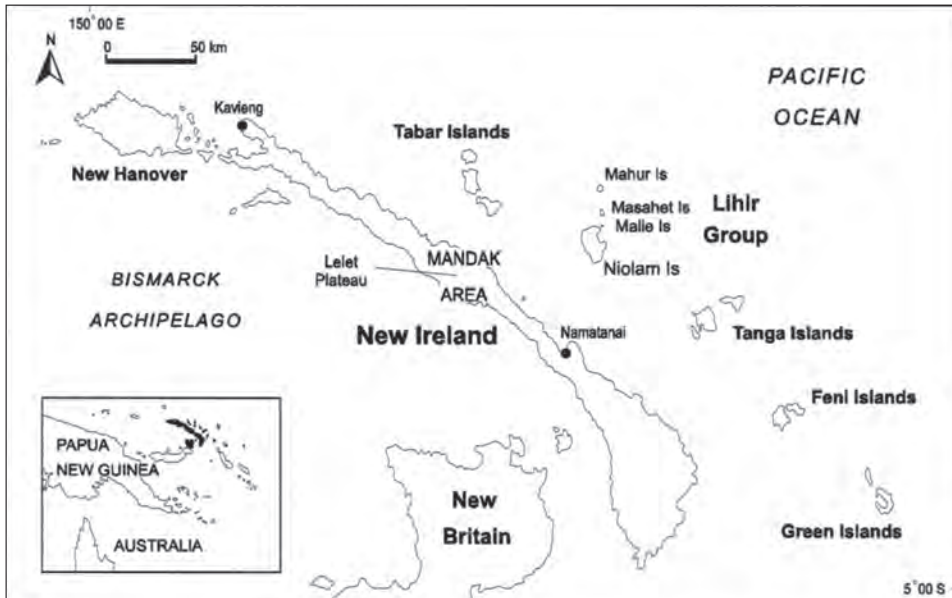 150°00 E
N
0 50 km
PACIFIC
OCEAN
Kavieng
Tabar Islands
New Hanover
Mahur Is
Masahet Is
Malie Is
Lihir
Group
Niolam Is
MANDAK
AREA
Lelet
Plateau
BISMARCK
ARCHIPELAGO
New Ireland
Namatanai
Tanga Islands
Feni Islands
PAPUA
NEW GUINEA
AUSTRALIA
New
Britain
Green Islands
5°00 S